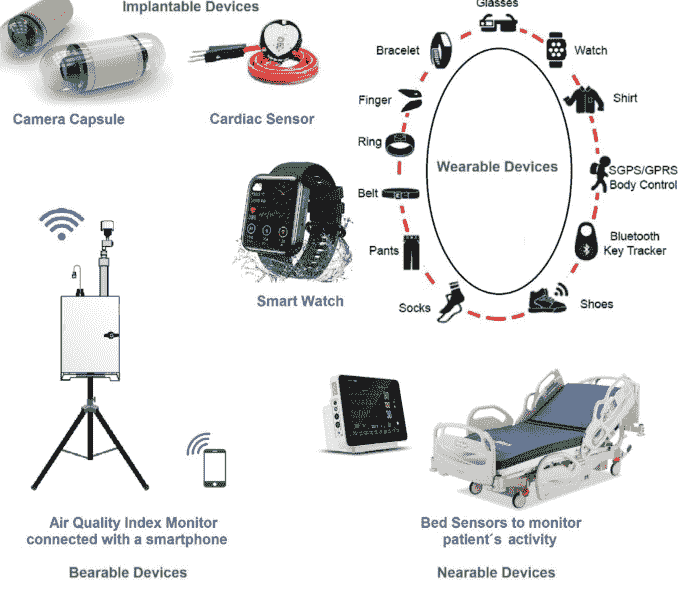 Implantable Devices
Glasses
Bracelet
Watch
Finger
Shirt
Camera Capsule
Cardiac Sensor
Ring
Wearable Devices
SGPS/GPRS
Body Control
Belt
Pants
Bluetooth
Key Tracker
Smart Watch
Socks
Shoes
Air Quality Index Monitor
connected with a smartphone
Bed Sensors to monitor
patient´s activity
Bearable Devices
Nearable Devices